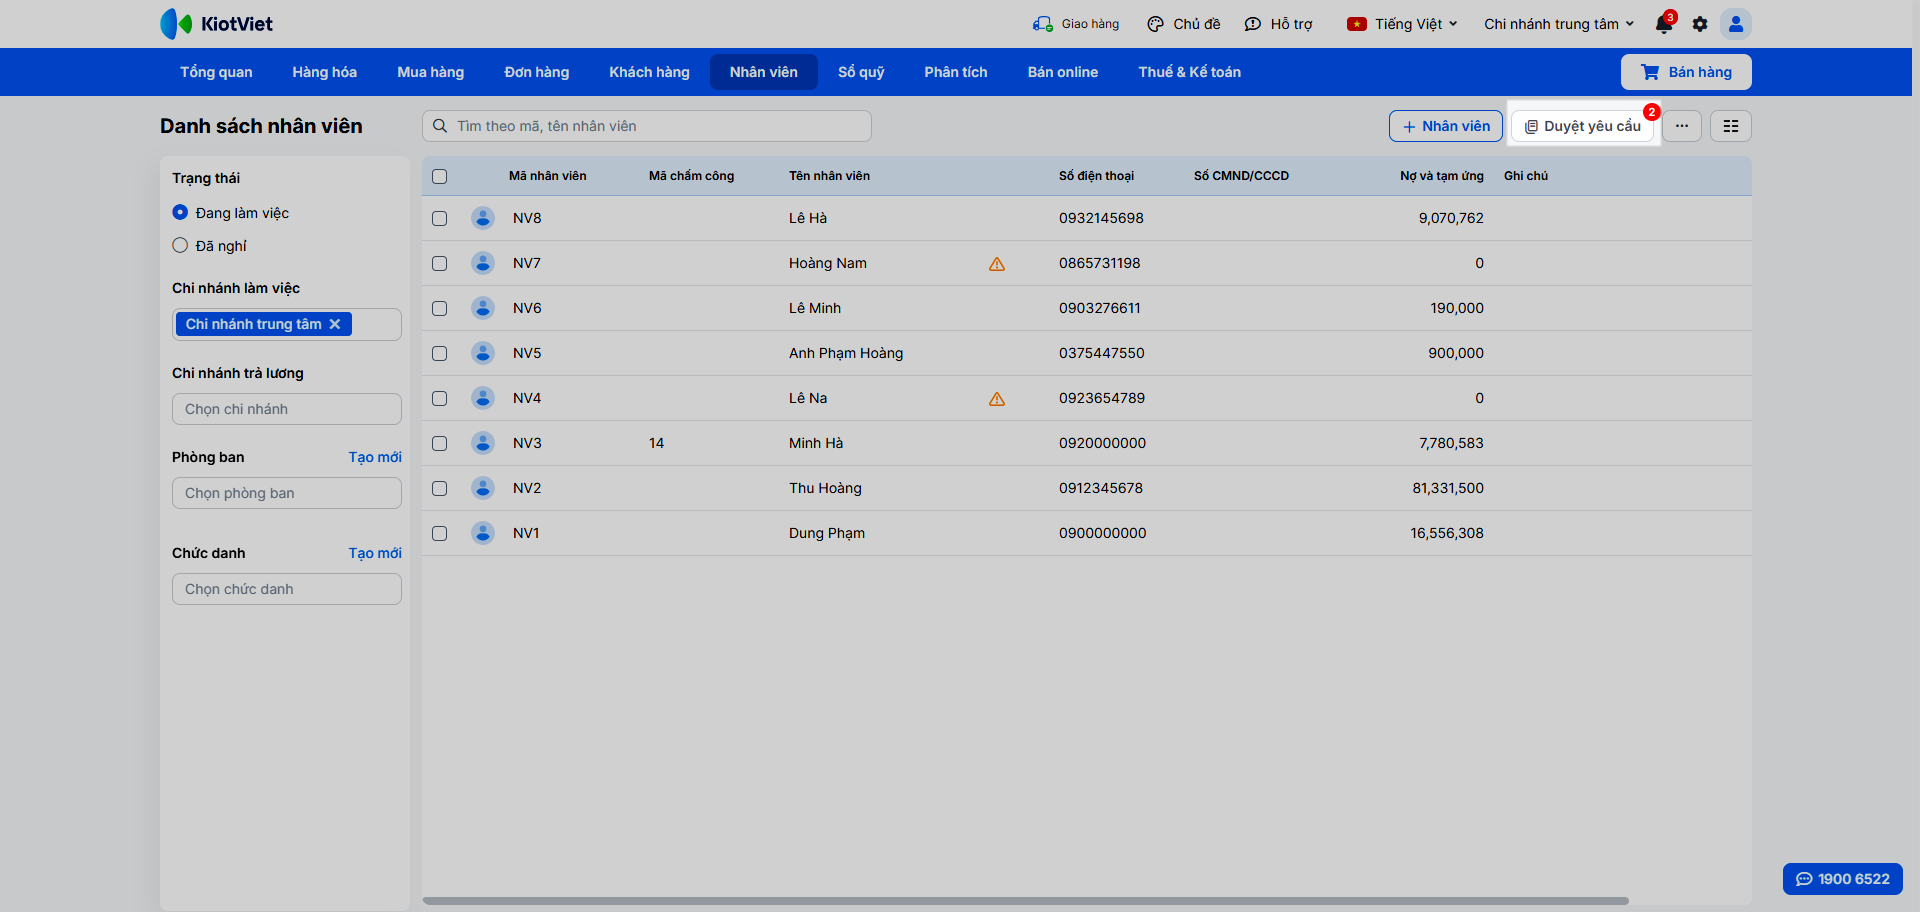 KiotViet
Giao hàng
Chủ đề
Hỗ trợ
Tiếng Việt
Chi nhánh trung tâm
3
Tổng quan
Hàng hóa
Mua hàng
Đơn hàng
Khách hàng
Nhân viên
Sổ quỹ
Phân tích
Bán online
Thuế & Kế toán
Bán hàng
Danh sách nhân viên
Tìm theo mã, tên nhân viên
Nhân viên
Duyệt yêu cầu
2
Trạng thái
Đang làm việc
Đã nghỉ
Chi nhánh làm việc
Chi nhánh trung tâm
Chi nhánh trả lương
Chọn chi nhánh
Phòng ban Tạo mới
Chọn phòng ban
Chức danh Tạo mới
Chọn chức danh
Mã nhân viên Mã chấm công Tên nhân viên Số điện thoại Số CMND/CCCD Nợ và tạm ứng Ghi chú
NV8 Lê Hà 0932145698 9,070,762
NV7 Hoàng Nam 0865731198 0
NV6 Lê Minh 0903276611 190,000
NV5 Anh Phạm Hoàng 0375447550 900,000
NV4 Lê Na 0923654789 0
NV3 14 Minh Hà 0920000000 7,780,583
NV2 Thu Hoàng 0912345678 81,331,500
NV1 Dung Phạm 0900000000 16,556,308
1900 6522